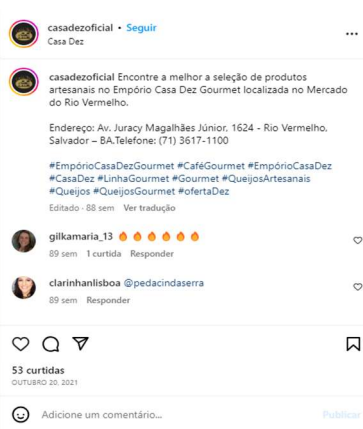 casadezoficial • Seguir
Casa Dez
casadezoficial Encontre a melhor a seleção de produtos
artesanais no Empório Casa Dez Gourmet localizada no Mercado
do Rio Vermelho.
Endereço: Av. Juracy Magalhães Júnior, 1624 - Rio Vermelho,
Salvador – BA.Telefone: (71) 3617-1100
#EmpórioCasaDezGourmet #CaféGourmet #EmpórioCasaDez
#CasaDez #LinhaGourmet #Gourmet #QueijosArtesanais
#Queijos #QueijosGourmet #ofertaDez
Editado · 88 sem Ver tradução
gilkamaria_13 🔥🔥🔥🔥🔥🔥
89 sem 1 curtida Responder
clarinhanlisboa @pedacindaserra
89 sem Responder
53 curtidas
OUTUBRO 20, 2021
Adicione um comentário... Publicar